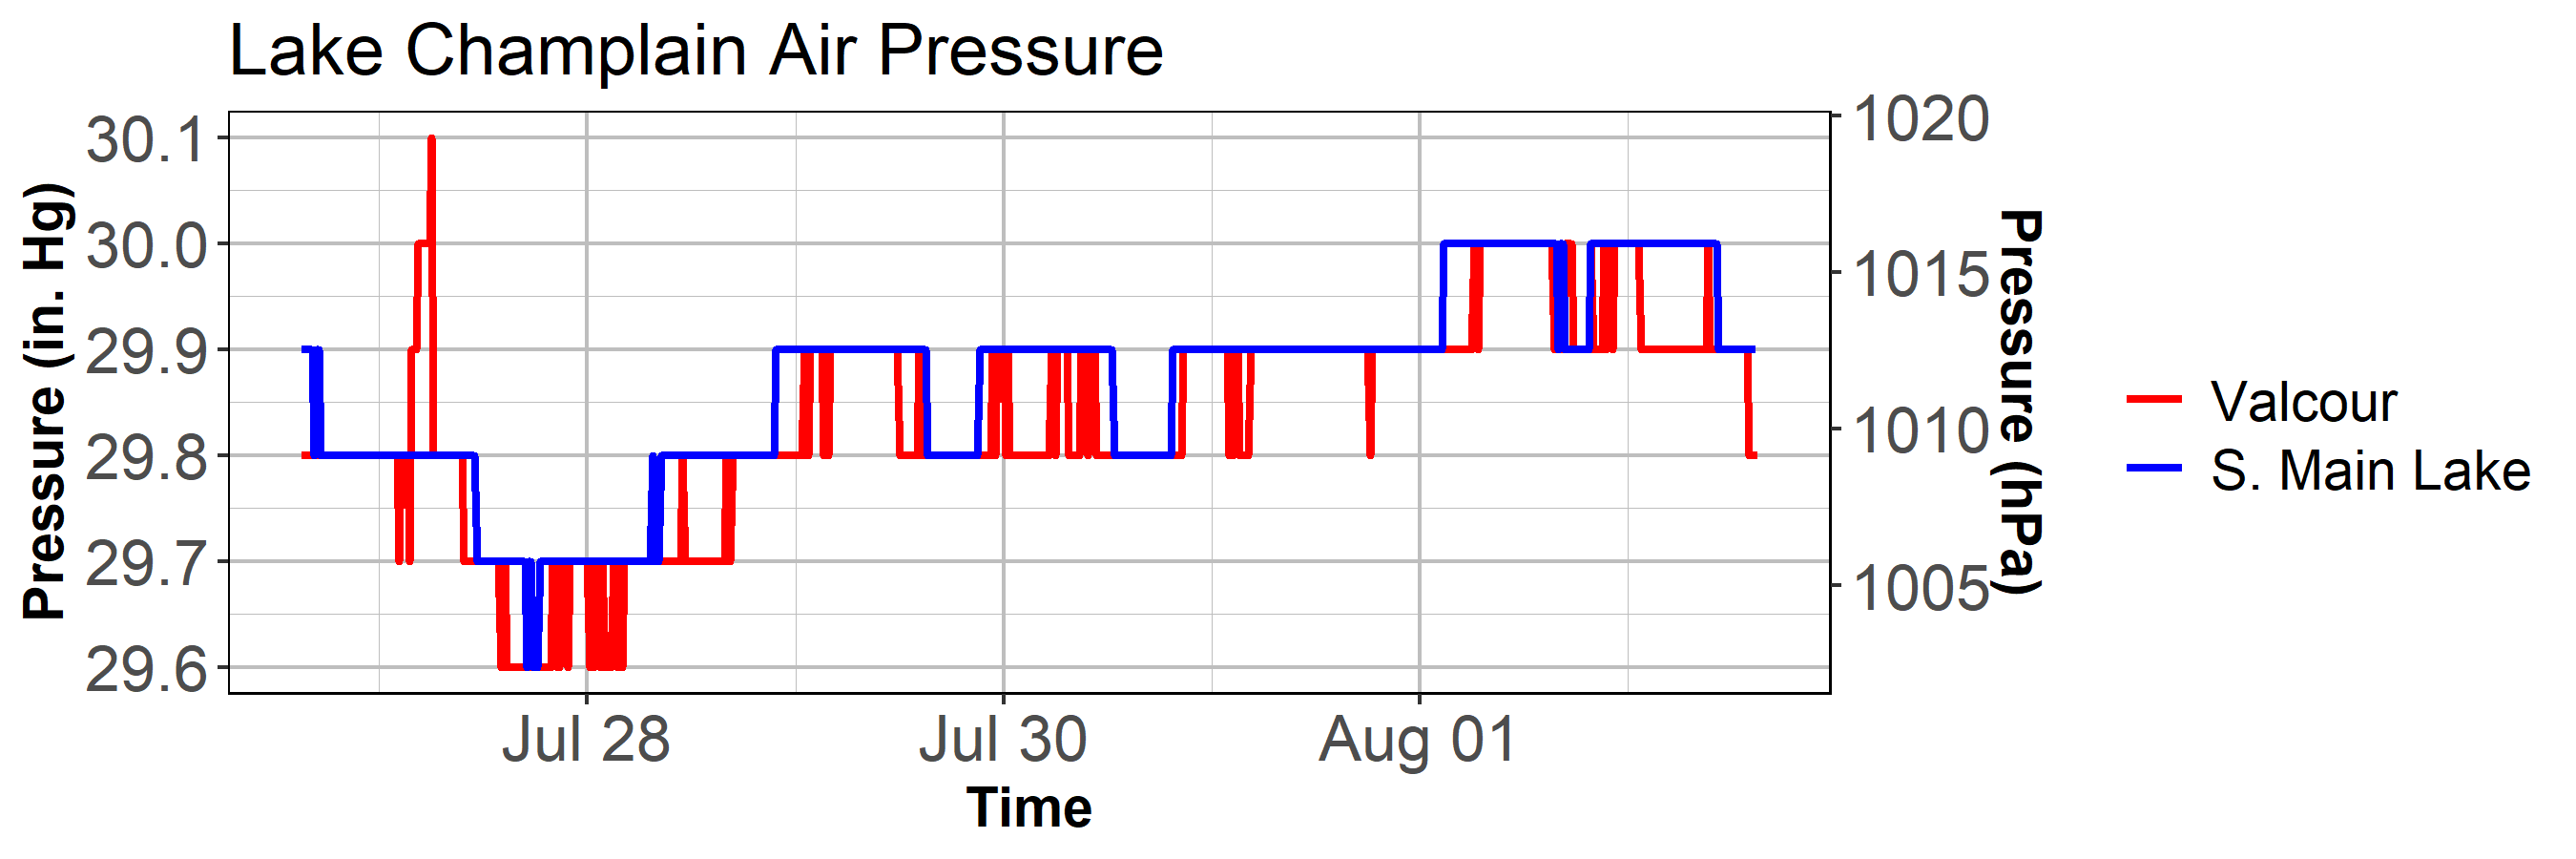 Lake Champlain Air Pressure
Pressure (in. Hg)
30.1
30.0
29.9
29.8
29.7
29.6
1020
1015
1010
1005
Pressure (hPa)
Jul 28
Jul 30
Aug 01
Time
Valcour
S. Main Lake